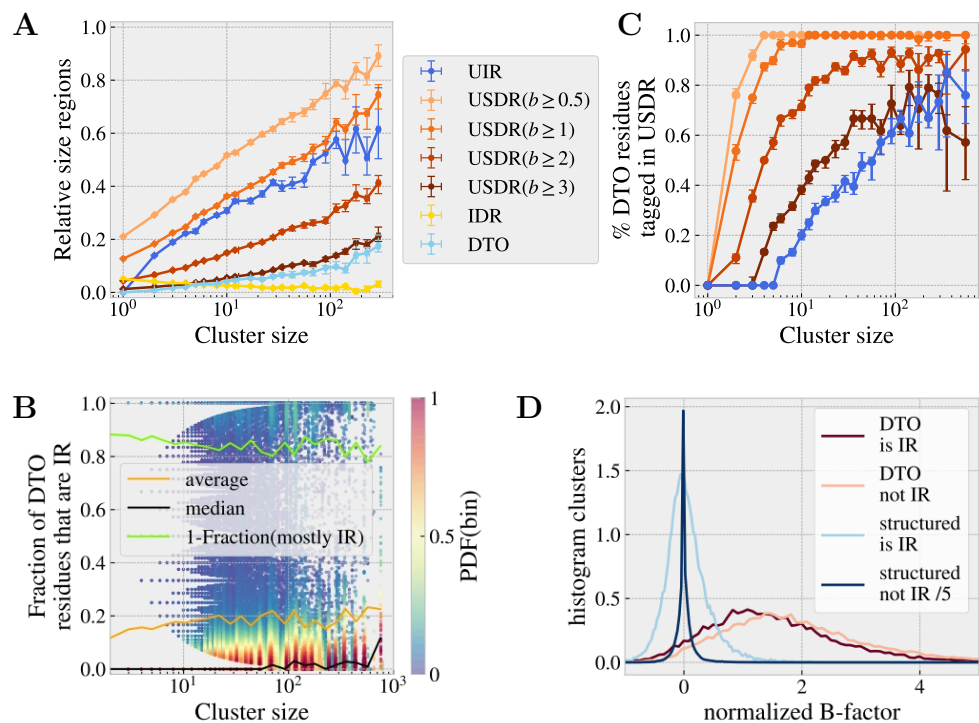 A
1.0
0.8
0.6
0.4
0.2
0.0
Relative size regions
10^0
10^1
10^2
Cluster size
UIR
USDR(b ≥ 0.5)
USDR(b ≥ 1)
USDR(b ≥ 2)
USDR(b ≥ 3)
IDR
DTO
C
1.0
0.8
0.6
0.4
0.2
0.0
% DTO residues
tagged in USDR
10^0
10^1
10^2
Cluster size
B
1.0
0.8
0.6
0.4
0.2
0.0
Fraction of DTO
residues that are IR
average
median
1-Fraction(mostly IR)
10^1
10^2
10^3
Cluster size
1
0.5
0
PDF(bin)
D
2.0
1.5
1.0
0.5
0.0
histogram clusters
DTO
is IR
DTO
not IR
structured
is IR
structured
not IR /5
0
2
4
normalized B-factor